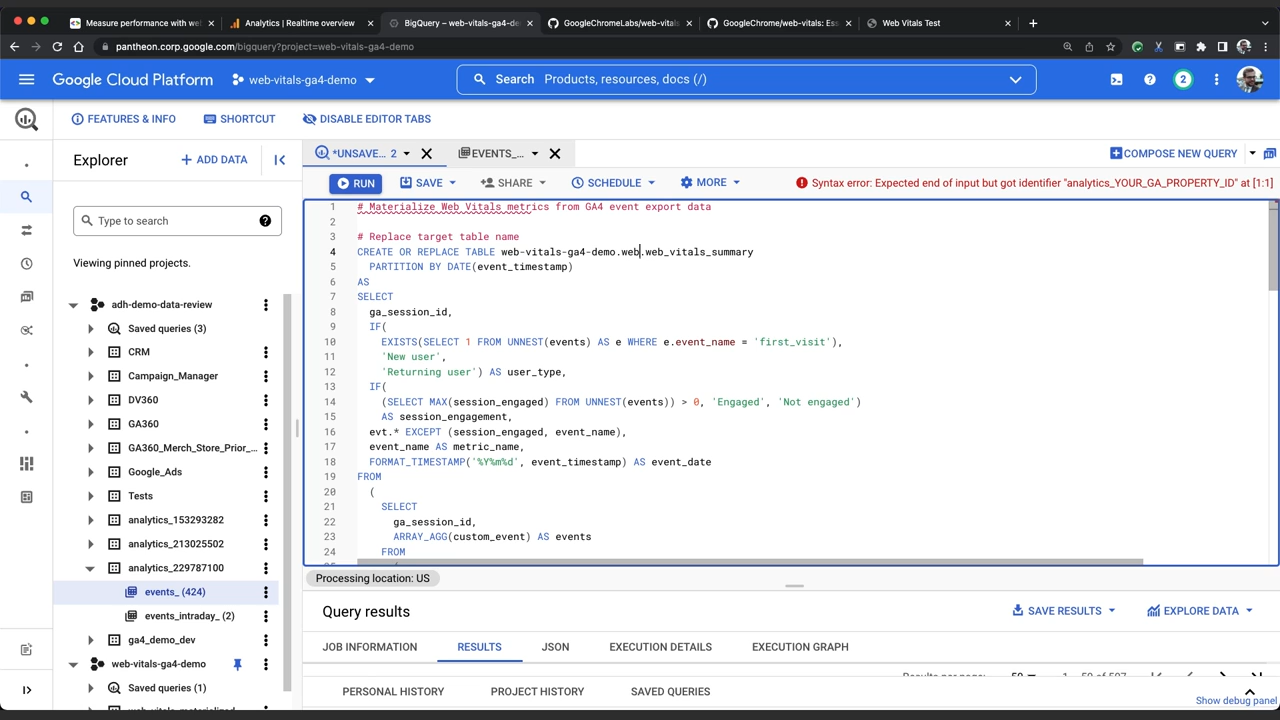 Measure performance with we
Analytics | Realtime overview
BigQuery – web-vitals-ga4-de
GoogleChromeLabs/web-vitals
GoogleChrome/web-vitals: Ess
Web Vitals Test
pantheon.corp.google.com/bigquery?project=web-vitals-ga4-demo
Google Cloud Platform
web-vitals-ga4-demo
Search Products, resources, docs (/)
2
FEATURES & INFO
SHORTCUT
DISABLE EDITOR TABS
Explorer
+ ADD DATA
*UNSAVE... 2
EVENTS_...
COMPOSE NEW QUERY
RUN
SAVE
SHARE
SCHEDULE
MORE
Syntax error: Expected end of input but got identifier "analytics_YOUR_GA_PROPERTY_ID" at [1:1]
Type to search
Viewing pinned projects.
adh-demo-data-review
Saved queries (3)
CRM
Campaign_Manager
DV360
GA360
GA360_Merch_Store_Prior_...
Google_Ads
Tests
analytics_153293282
analytics_213025502
analytics_229787100
events_ (424)
events_intraday_ (2)
ga4_demo_dev
web-vitals-ga4-demo
Saved queries (1)
1 # Materialize Web Vitals metrics from GA4 event export data
2
3 # Replace target table name
4 CREATE OR REPLACE TABLE web-vitals-ga4-demo.web.web_vitals_summary
5 PARTITION BY DATE(event_timestamp)
6 AS
7 SELECT
8 ga_session_id,
9 IF(
10 EXISTS(SELECT 1 FROM UNNEST(events) AS e WHERE e.event_name = 'first_visit'),
11 'New user',
12 'Returning user') AS user_type,
13 IF(
14 (SELECT MAX(session_engaged) FROM UNNEST(events)) > 0, 'Engaged', 'Not engaged')
15 AS session_engagement,
16 evt.* EXCEPT (session_engaged, event_name),
17 event_name AS metric_name,
18 FORMAT_TIMESTAMP('%Y%m%d', event_timestamp) AS event_date
19 FROM
20 (
21 SELECT
22 ga_session_id,
23 ARRAY_AGG(custom_event) AS events
24 FROM
Processing location: US
Query results
SAVE RESULTS
EXPLORE DATA
JOB INFORMATION
RESULTS
JSON
EXECUTION DETAILS
EXECUTION GRAPH
PERSONAL HISTORY
PROJECT HISTORY
SAVED QUERIES
Show debug panel